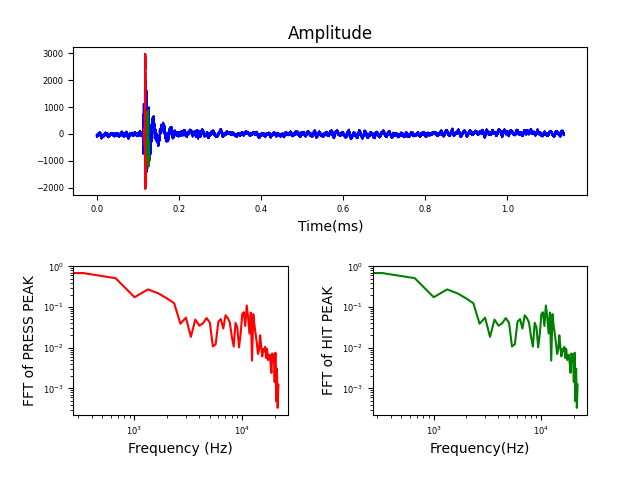 Amplitude
3000
2000
1000
0
−1000
−2000
0.0 0.2 0.4 0.6 0.8 1.0
Time(ms)
FFT of PRESS PEAK
10⁰
10⁻¹
10⁻²
10⁻³
10³ 10⁴
Frequency (Hz)
FFT of HIT PEAK
10⁰
10⁻¹
10⁻²
10⁻³
10³ 10⁴
Frequency(Hz)